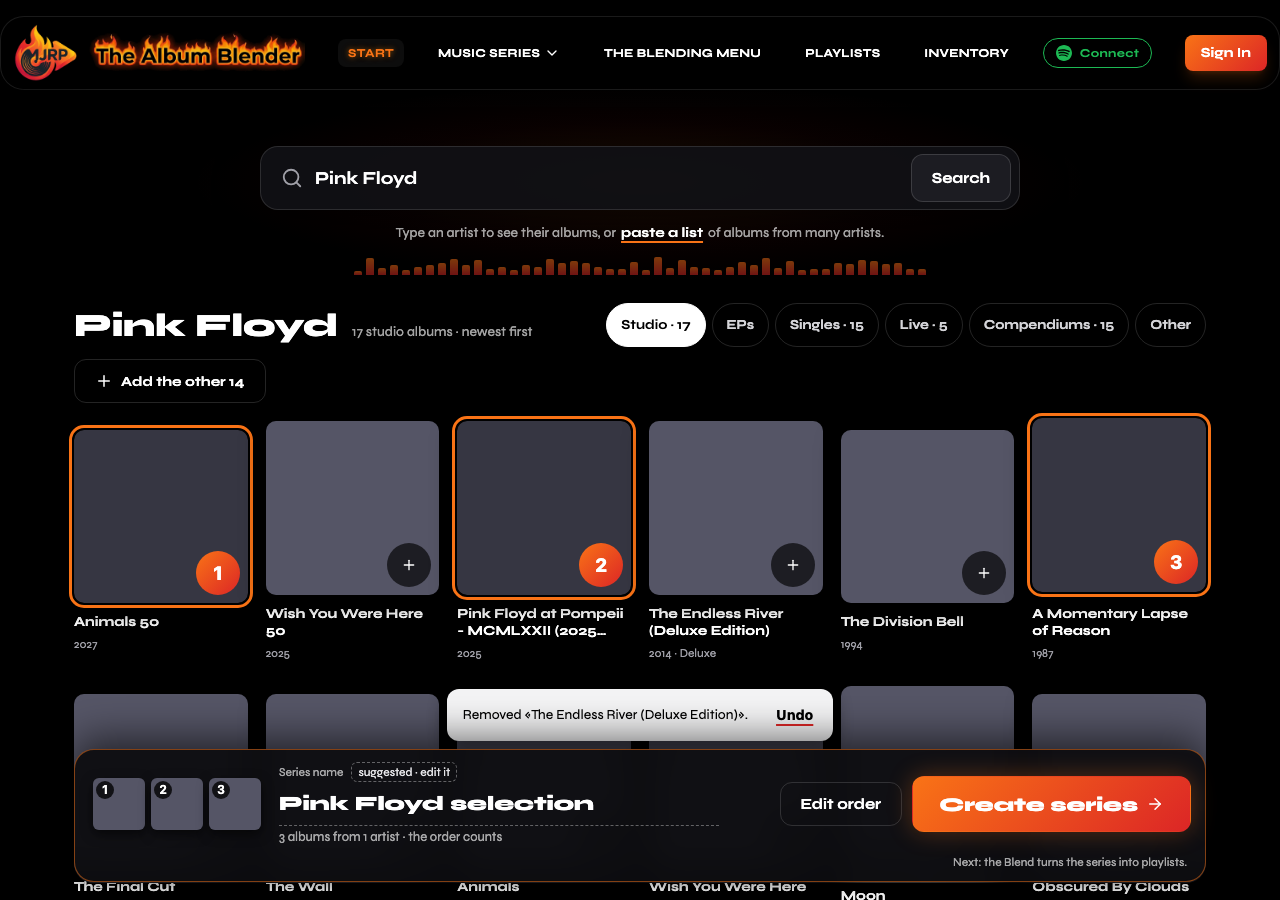 JRP
The Album Blender
START
MUSIC SERIES
THE BLENDING MENU
PLAYLISTS
INVENTORY
Connect
Sign In
Pink Floyd
Search
Type an artist to see their albums, or paste a list of albums from many artists.
Pink Floyd
17 studio albums · newest first
Studio · 17
EPs
Singles · 15
Live · 5
Compendiums · 15
Other
+ Add the other 14
1
+
2
+
+
3
Animals 50
2027
Wish You Were Here
50
2025
Pink Floyd at Pompeii
- MCMLXXII (2025...
2025
The Endless River
(Deluxe Edition)
2014 · Deluxe
The Division Bell
1994
A Momentary Lapse
of Reason
1987
Removed «The Endless River (Deluxe Edition)».
Undo
1
2
3
Series name
suggested · edit it
Pink Floyd selection
3 albums from 1 artist · the order counts
Edit order
Create series →
Next: the Blend turns the series into playlists.
The Final Cut
The Wall
Animals
Wish You Were Here
Moon
Obscured By Clouds